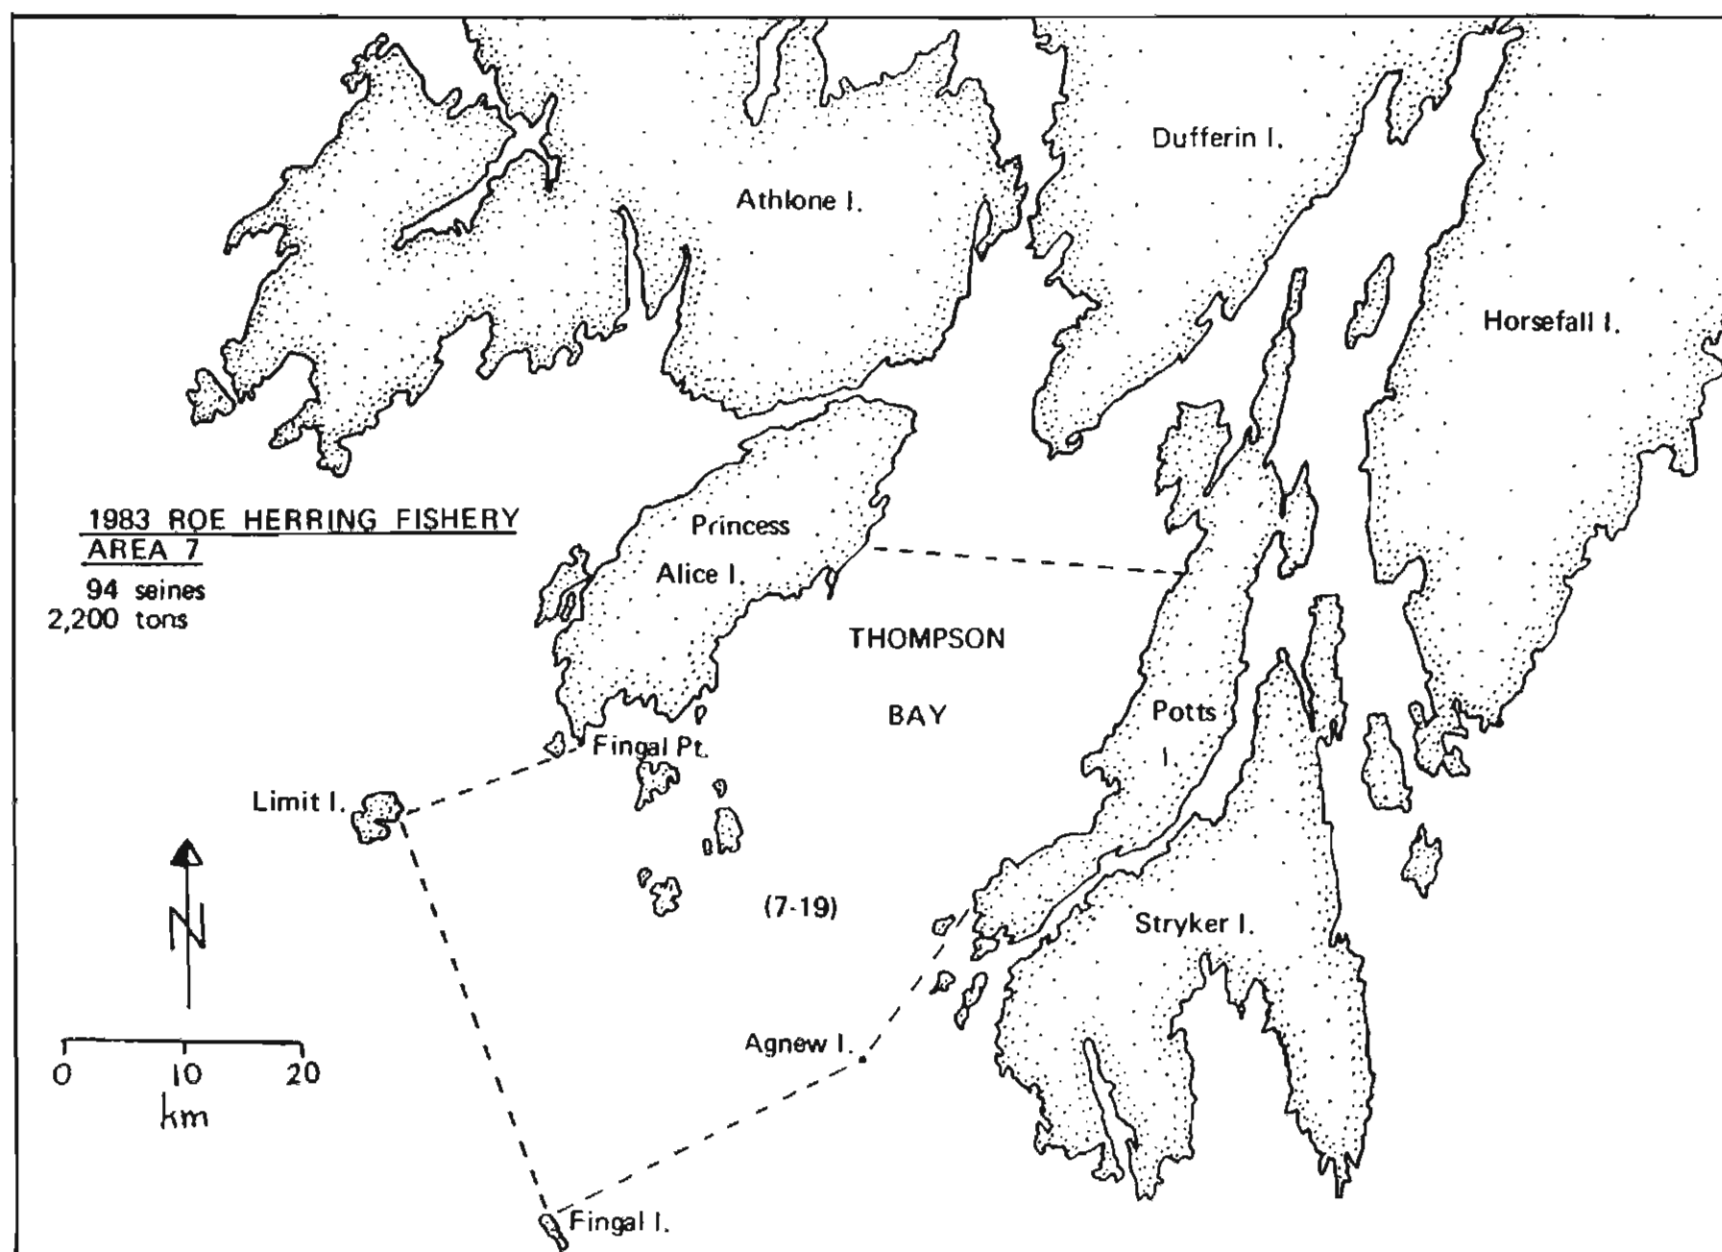 Dufferin I.
Athlone I.
Horsefall I.
1983 ROE HERRING FISHERY
AREA 7
94 seines
2,200 tons
Princess
Alice I.
THOMPSON
BAY
Potts
I.
Fingal Pt.
Limit I.
(7-19)
Stryker I.
N
Agnew I.
0 10 20
km
Fingal I.